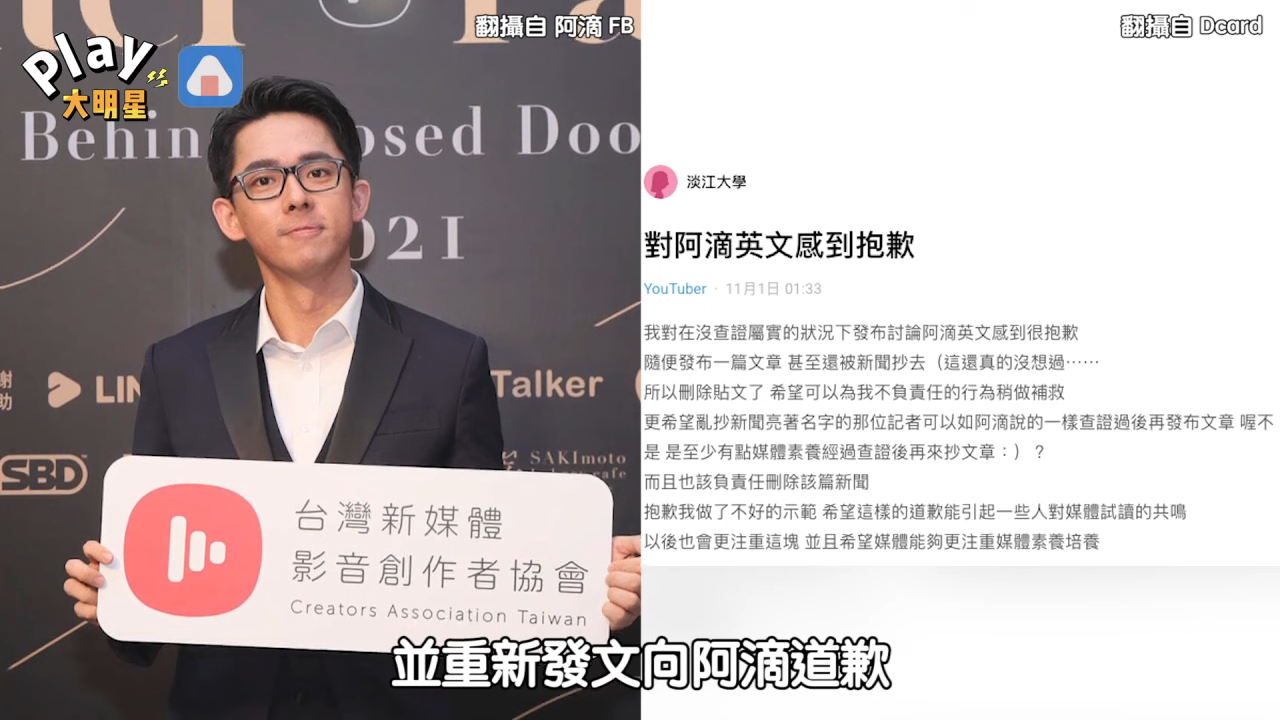 翻攝自 阿滴 FB
Play
大明星
Behin
osed Doo
2021
謝
助
LIN
Talker
SBD
SAKImoto
台灣新媒體
影音創作者協會
Creators Association Taiwan
翻攝自 Dcard
淡江大學
對阿滴英文感到抱歉
YouTuber · 11月1日 01:33
我對在沒查證屬實的狀況下發布討論阿滴英文感到很抱歉
隨便發布一篇文章 甚至還被新聞抄去（這還真的沒想過⋯⋯
所以刪除貼文了 希望可以為我不負責任的行為稍做補救
更希望亂抄新聞亮著名字的那位記者可以如阿滴說的一樣查證過後再發布文章 喔不
是 是至少有點媒體素養經過查證後再來抄文章：）？
而且也該負責任刪除該篇新聞
抱歉我做了不好的示範 希望這樣的道歉能引起一些人對媒體試讀的共鳴
以後也會更注重這塊 並且希望媒體能夠更注重媒體素養培養
並重新發文向阿滴道歉